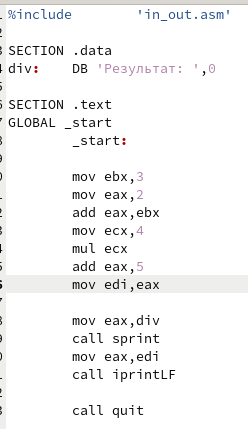 %include 'in_out.asm'
SECTION .data
div: DB 'Результат: ',0
SECTION .text
GLOBAL _start
_start:
mov ebx,3
mov eax,2
add eax,ebx
mov ecx,4
mul ecx
add eax,5
mov edi,eax
mov eax,div
call sprint
mov eax,edi
call iprintLF
call quit